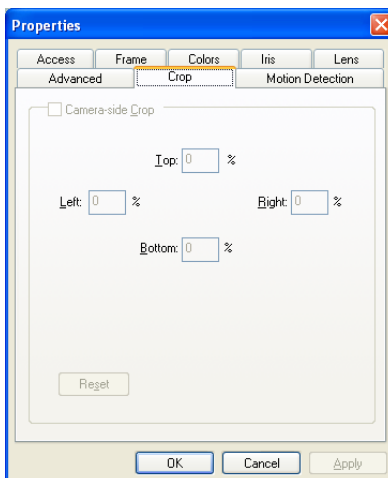 Properties
Access Frame Colors Iris Lens
Advanced Crop Motion Detection
Camera-side Crop
Top: 0 %
Left: 0 % Right: 0 %
Bottom: 0 %
Reset
OK Cancel Apply